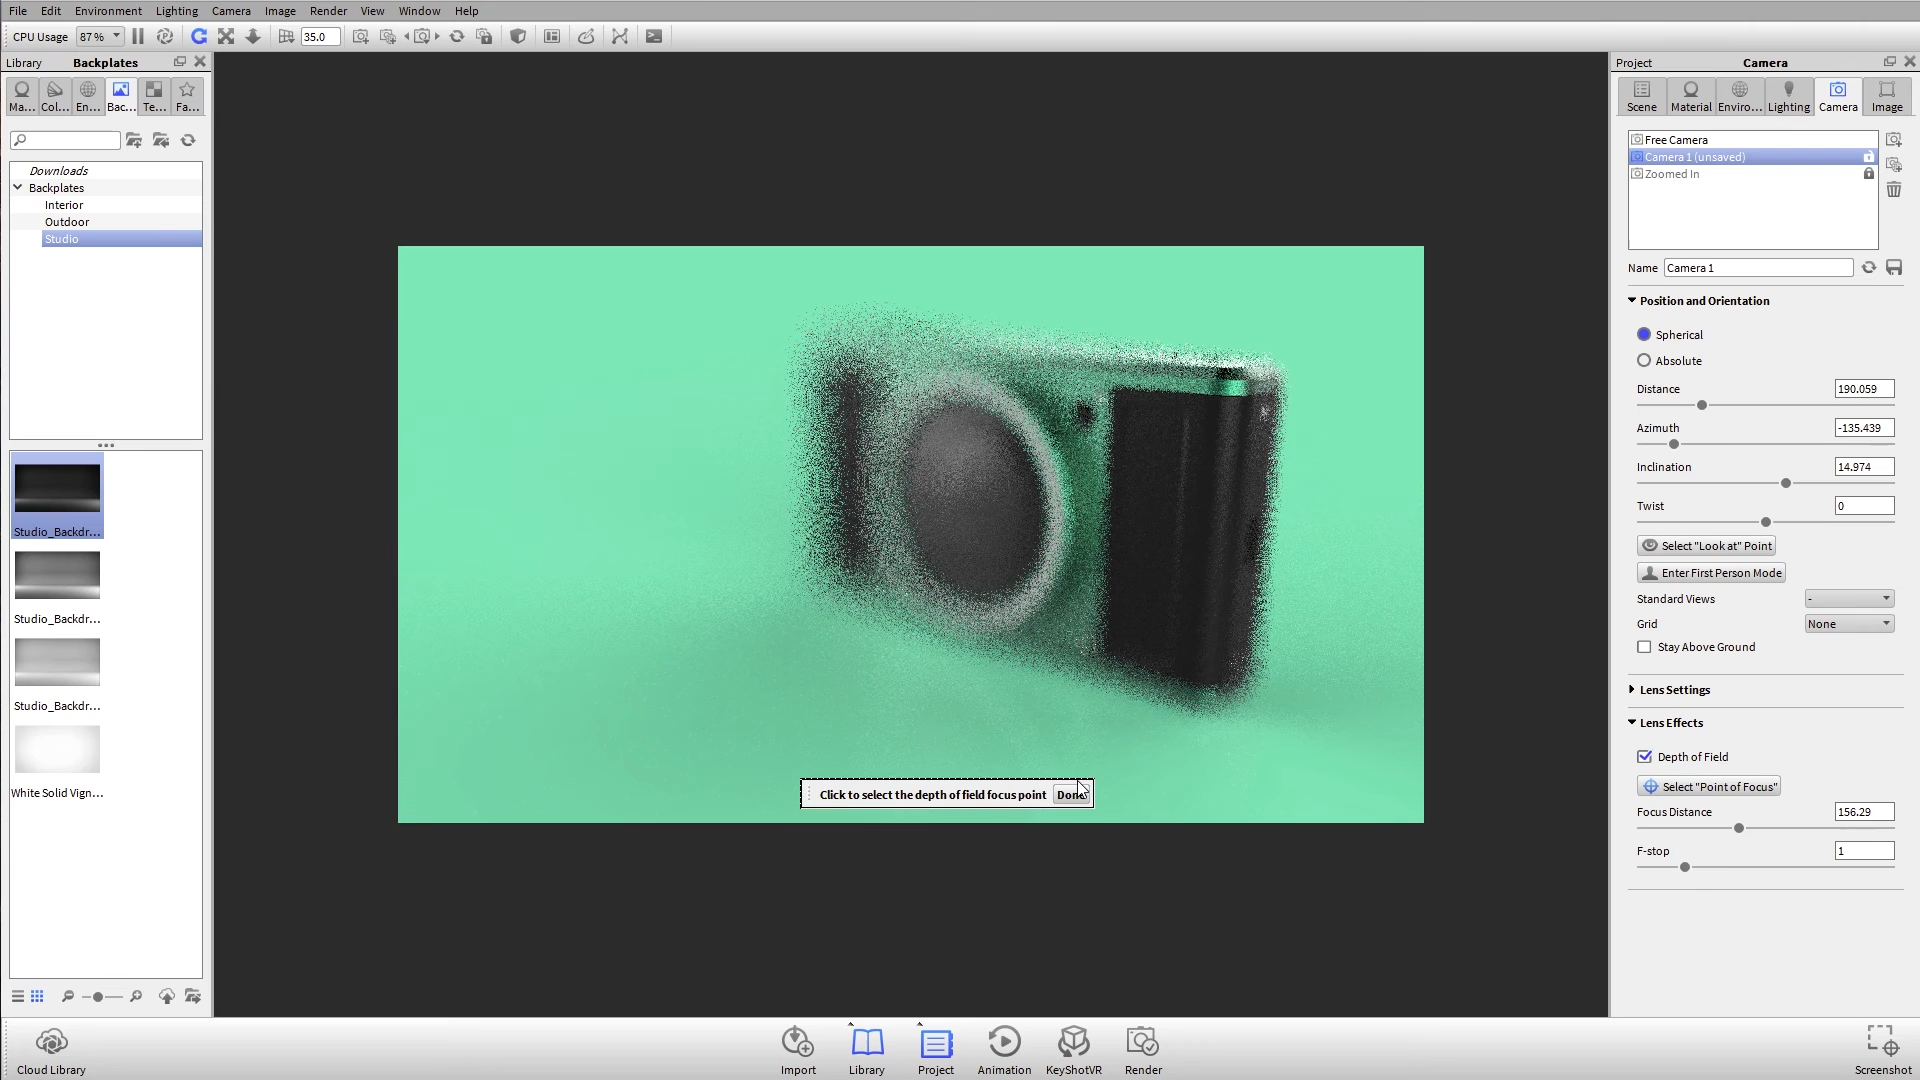 File Edit Environment Lighting Camera Image Render View Window Help
CPU Usage 87 % 35.0
Library Backplates
Ma... Col... En... Bac... Te... Fa...
Downloads
Backplates
Interior
Outdoor
Studio
Studio_Backdr...
Studio_Backdr...
Studio_Backdr...
White Solid Vign...
Click to select the depth of field focus point Done
Project Camera
Scene Material Enviro... Lighting Camera Image
Free Camera
Camera 1 (unsaved)
Zoomed In
Name Camera 1
Position and Orientation
Spherical
Absolute
Distance 190.059
Azimuth -135.439
Inclination 14.974
Twist 0
Select "Look at" Point
Enter First Person Mode
Standard Views -
Grid None
Stay Above Ground
Lens Settings
Lens Effects
Depth of Field
Select "Point of Focus"
Focus Distance 156.29
F-stop 1
Cloud Library Import Library Project Animation KeyShotVR Render Screenshot